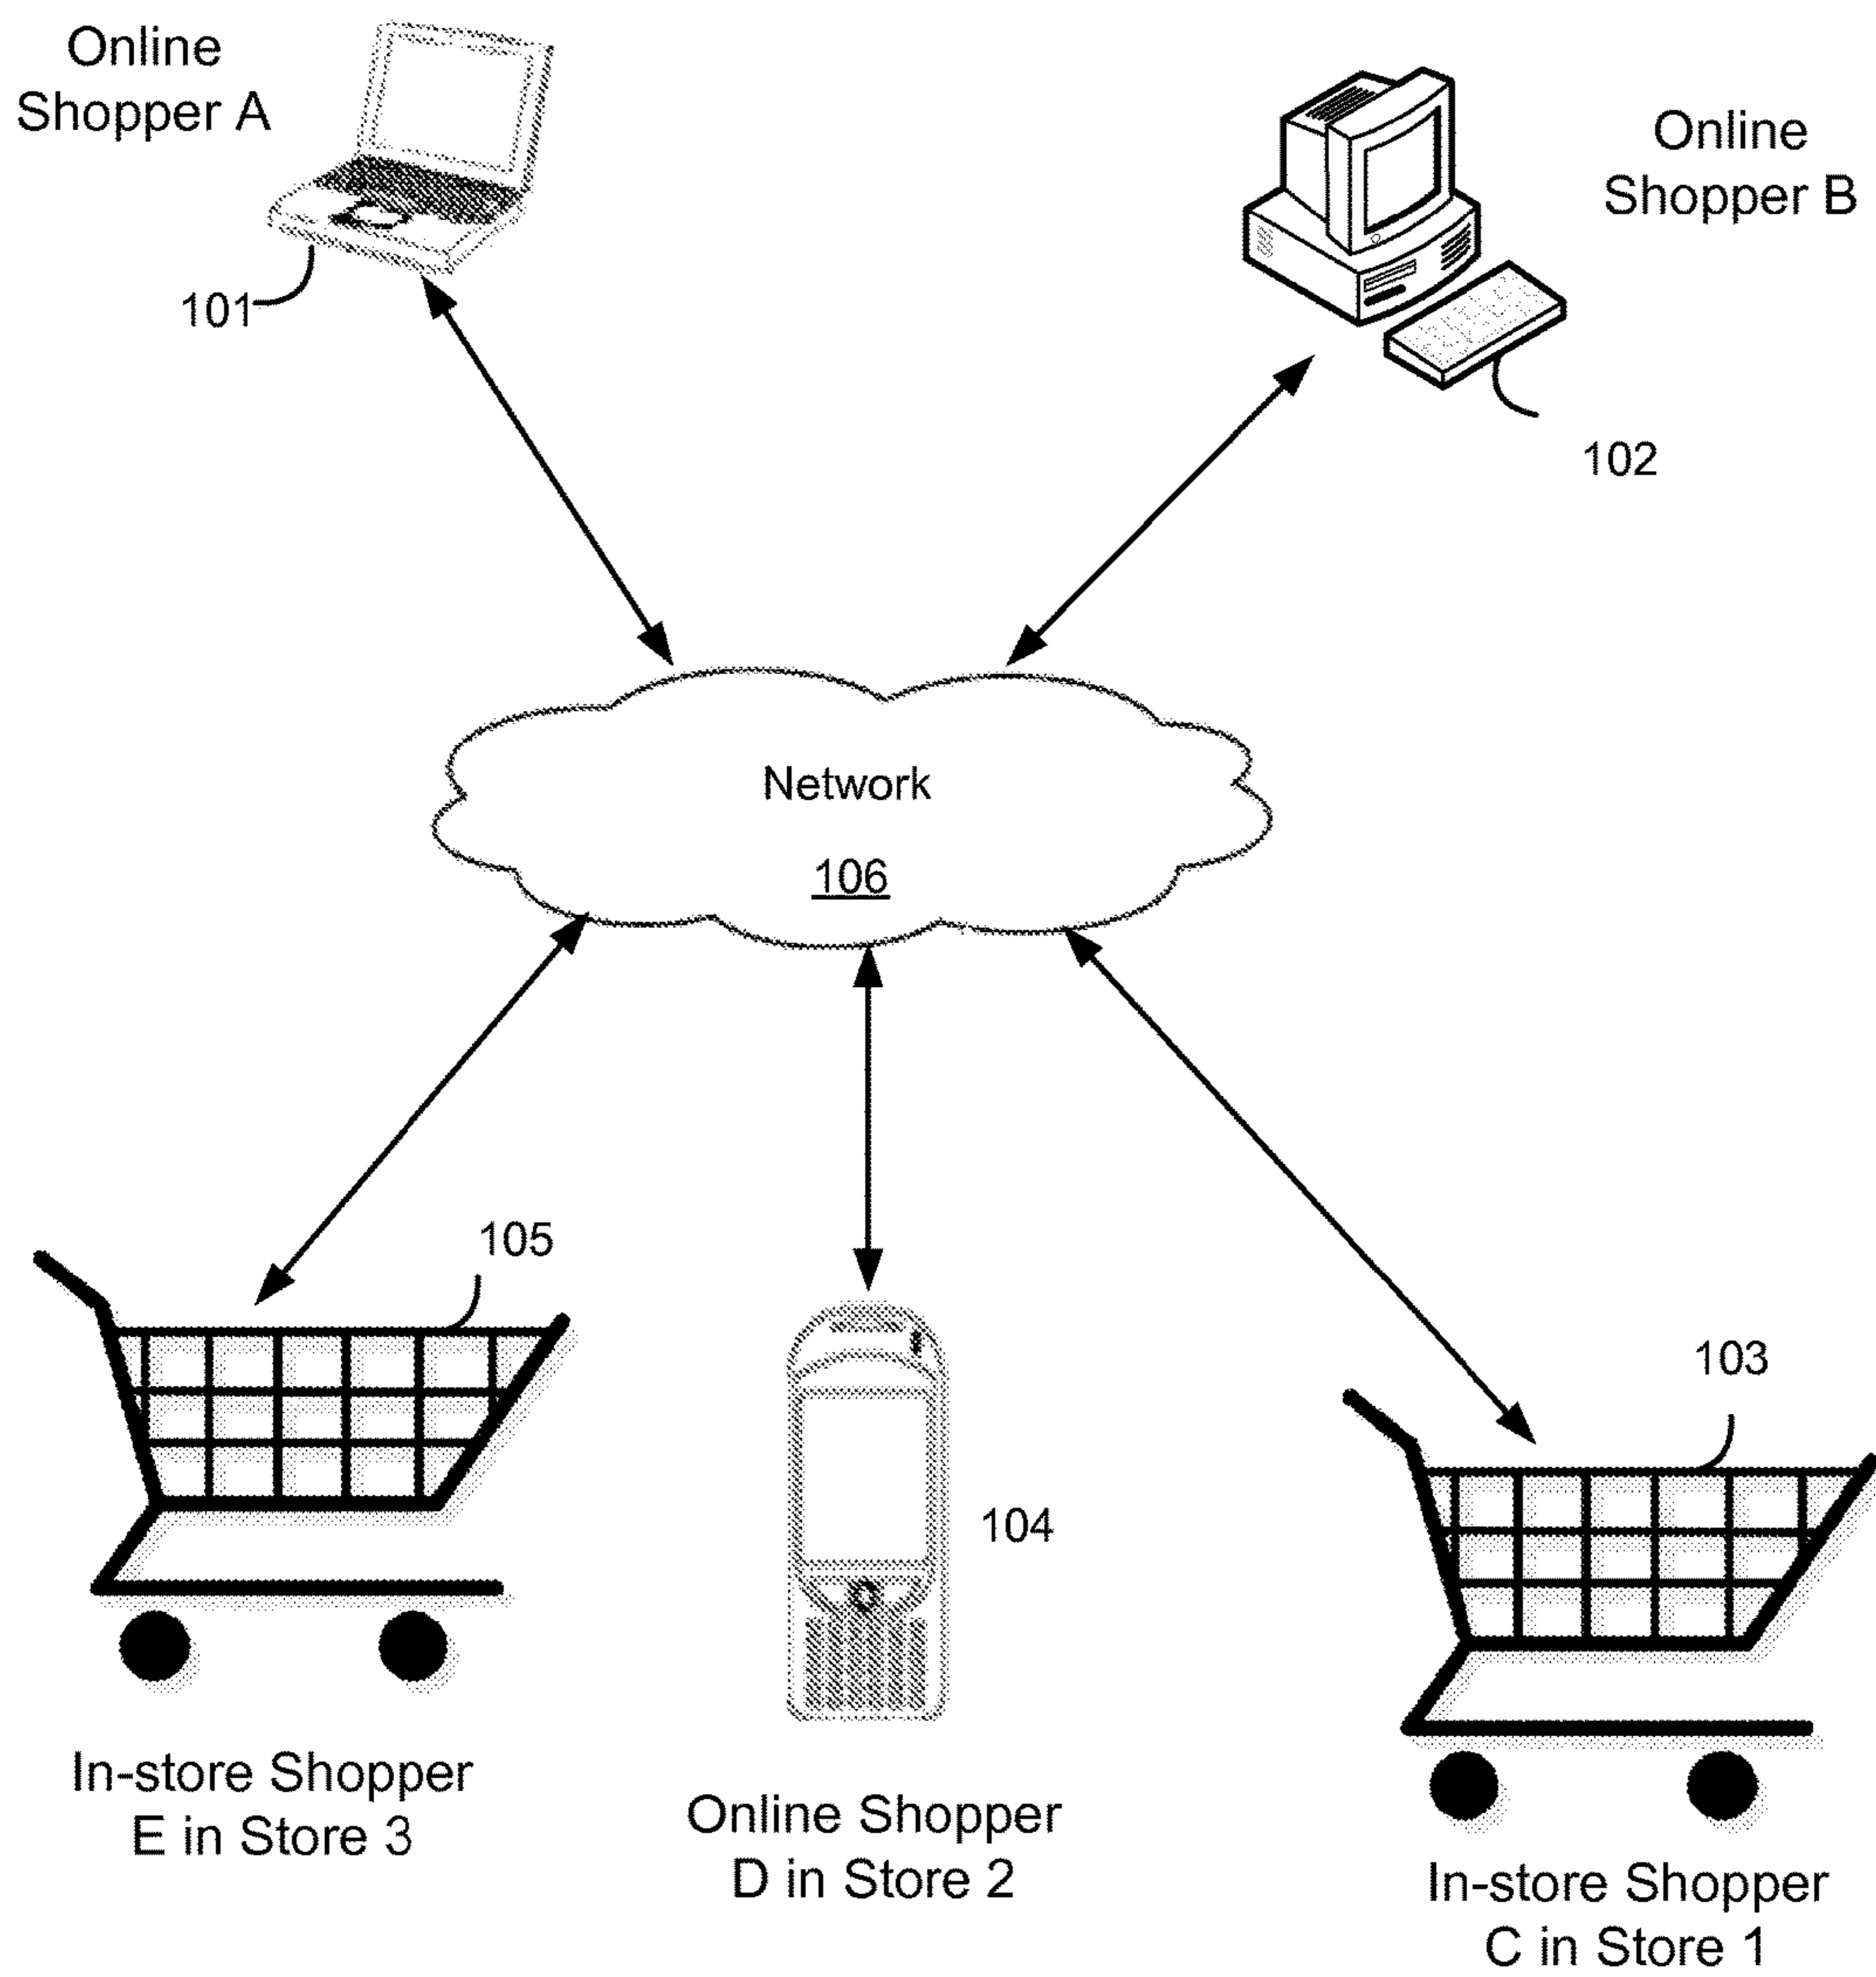 Online
Shopper A
101
Online
Shopper B
102
Network
106
105
In-store Shopper
E in Store 3
104
Online Shopper
D in Store 2
103
In-store Shopper
C in Store 1